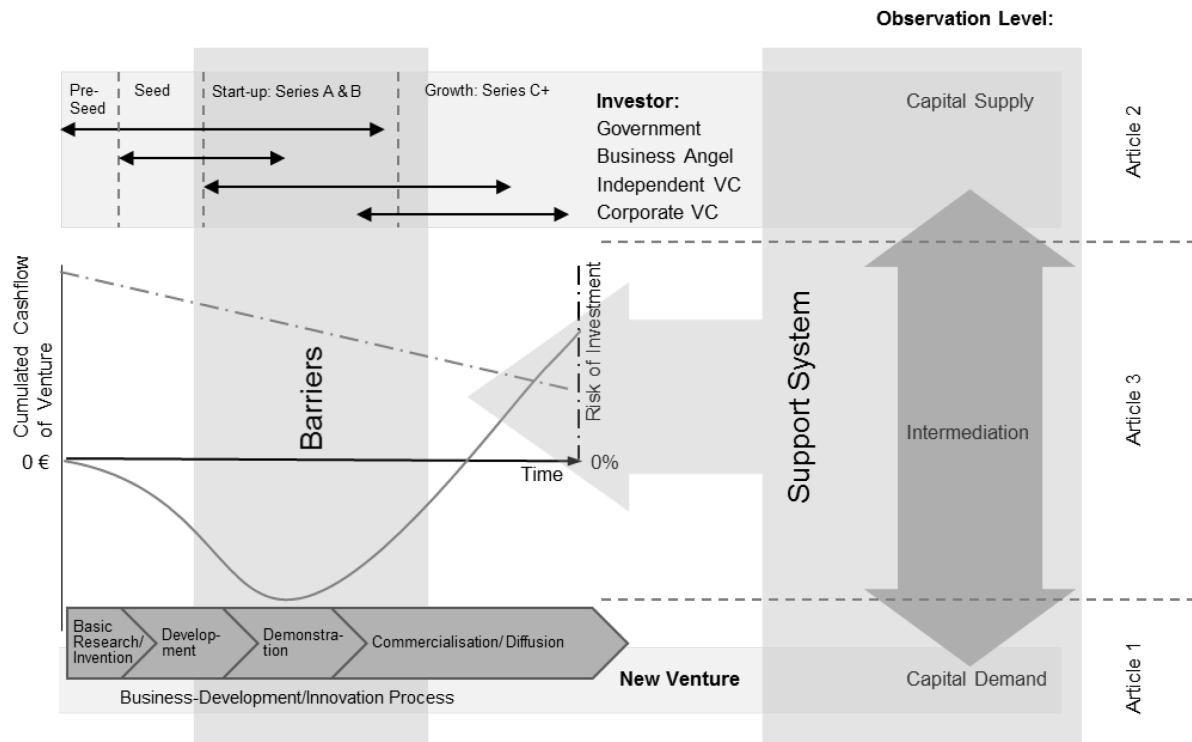 Observation Level:
Pre-
Seed
Seed
Start-up: Series A & B
Growth: Series C+
Investor:
Government
Business Angel
Independent VC
Corporate VC
Capital Supply
Article 2
Cumulated Cashflow
of Venture
0 €
Barriers
Risk of Investment
Time
0%
Support System
Intermediation
Article 3
Basic
Research/
Invention
Develop-
ment
Demonstra-
tion
Commercialisation/ Diffusion
Business-Development/Innovation Process
New Venture
Capital Demand
Article 1